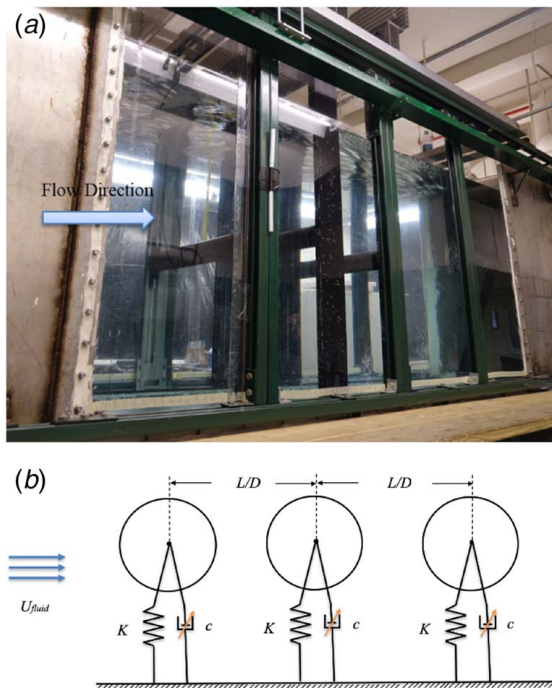 (a)
Flow Direction
(b)
L/D L/D
U_fluid
K c K c K c